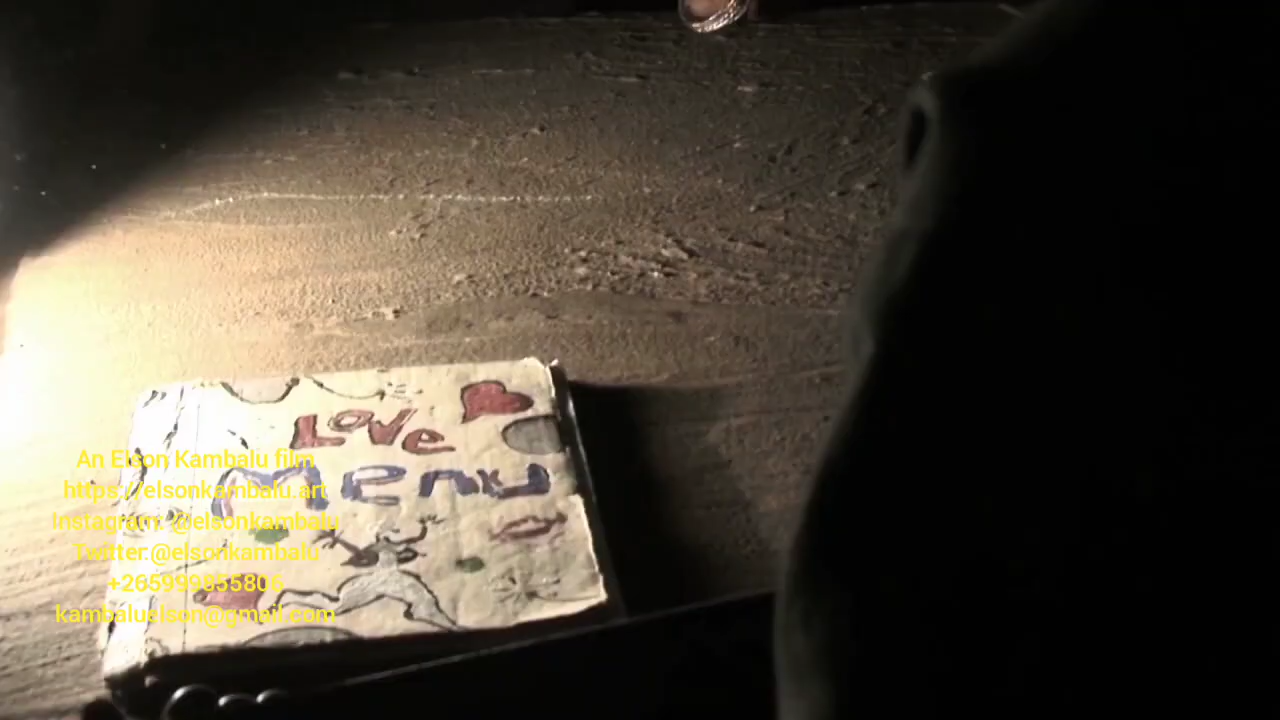 Love
Menu
An Elson Kambalu film
https://elsonkambalu.art
Instagram: @elsonkambalu
Twitter:@elsonkambalu
+265999855806
kambaluelson@gmail.com